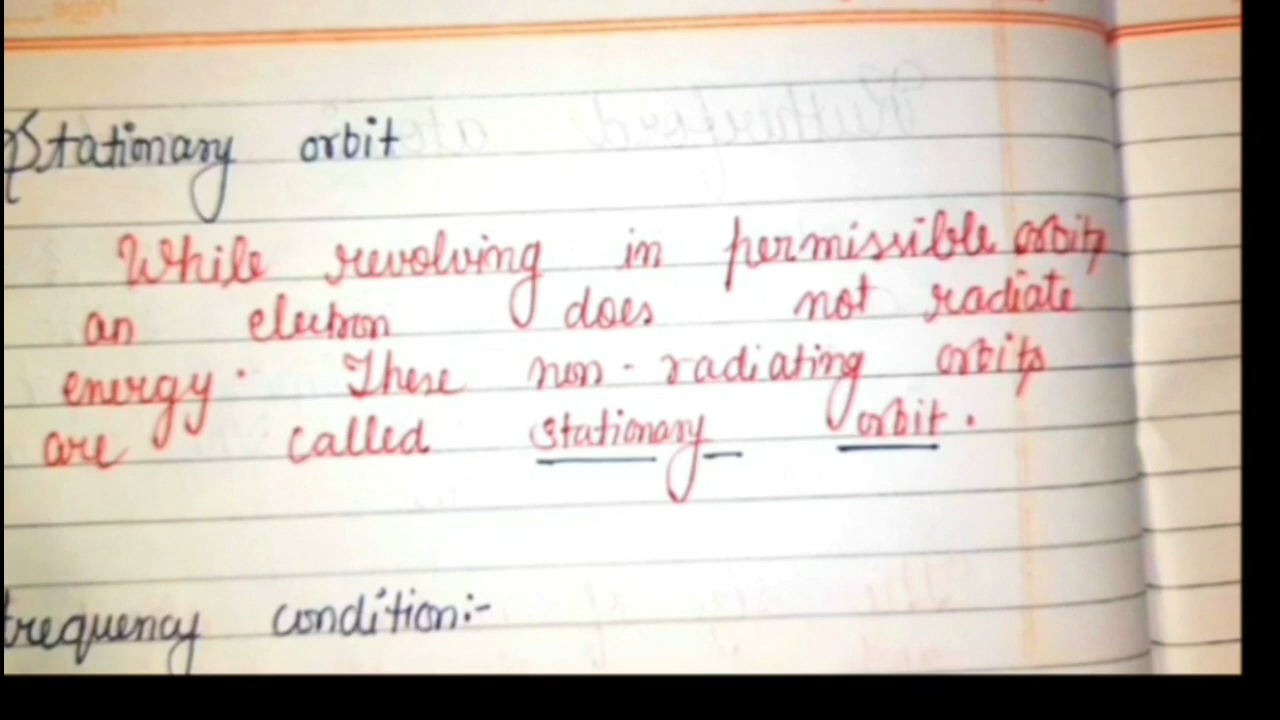 Stationary orbit
While revolving in permissible orbits
an electron does not radiate
energy. These non-radiating orbits
are called stationary orbit.
frequency condition:-